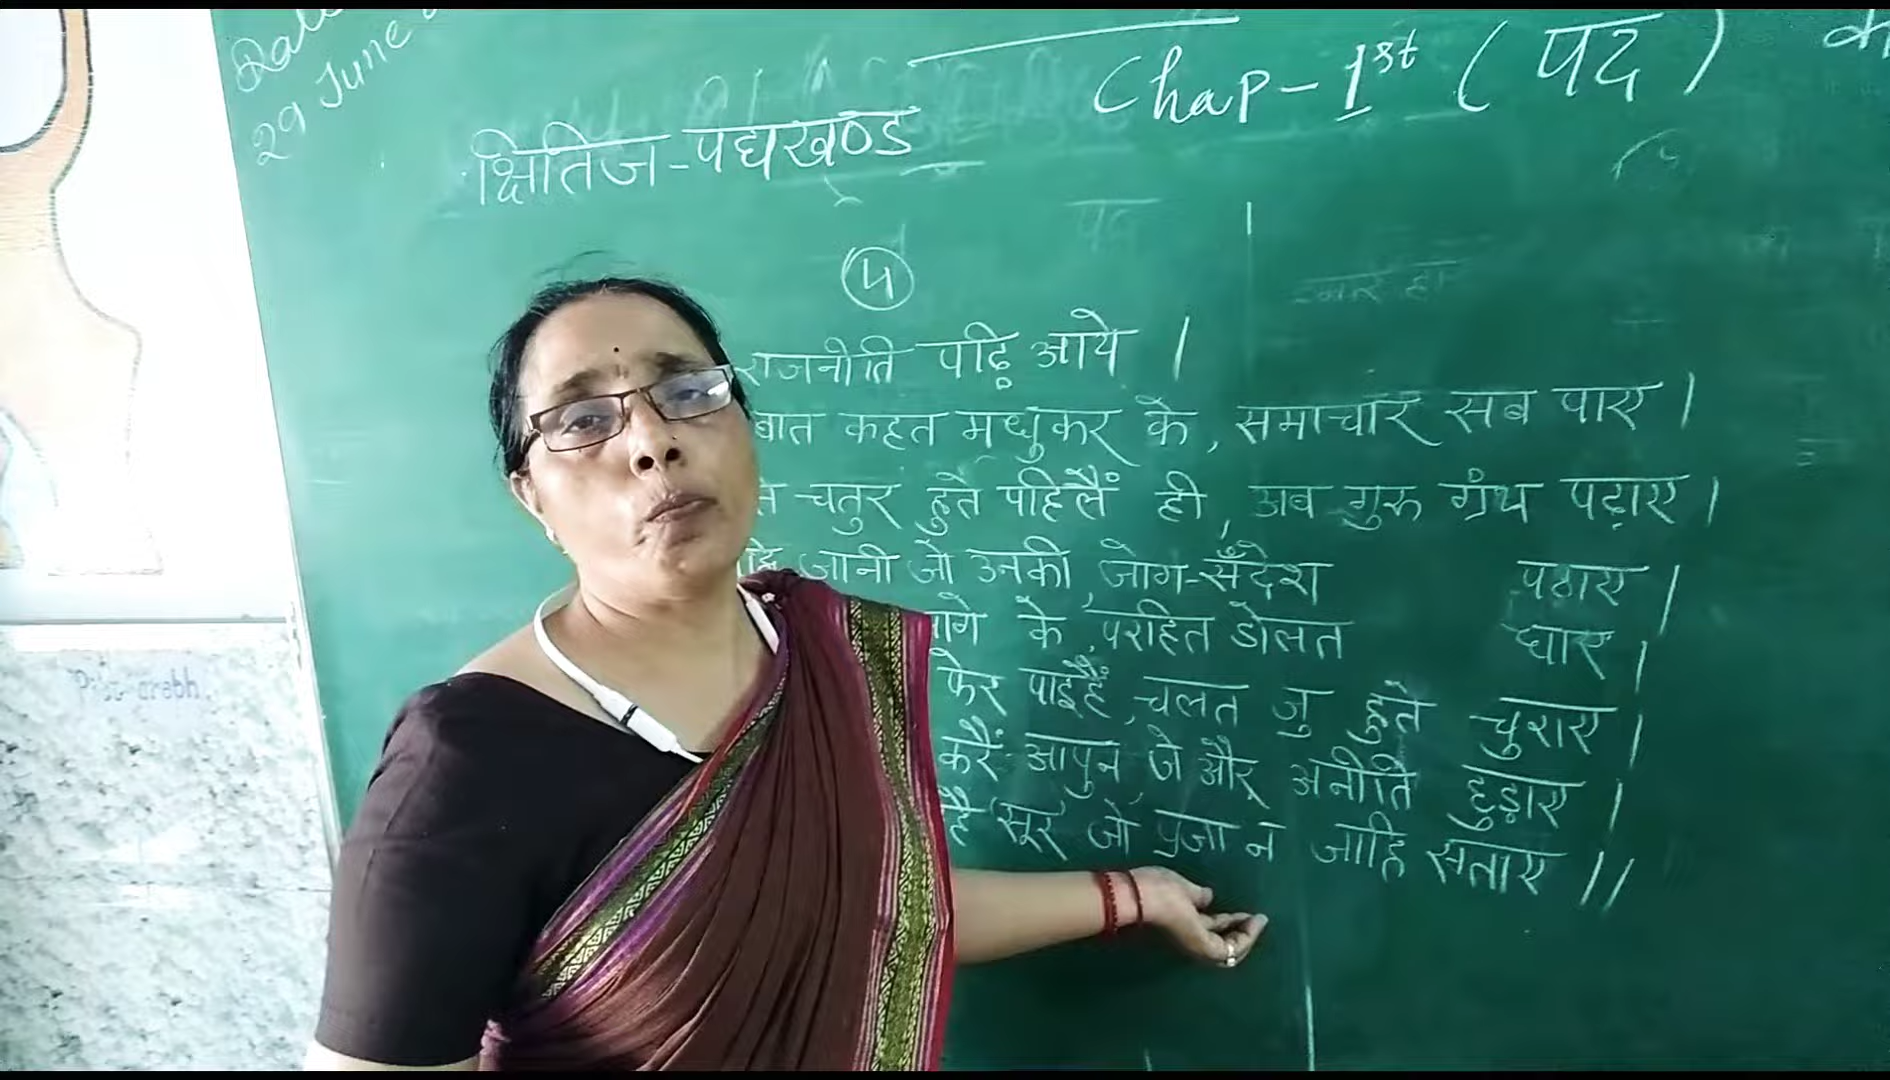 29 June
Chap-1st (पद)
क्षितिज-पद्यखण्ड
राजनीति पढ़ि आये |
बात कहत मधुकर के, समाचार सब पाए |
चतुर हुते पहिलैं ही, अब गुरु ग्रंथ पढ़ाए |
जानी जो उनकी, जोग-सँदेश पठाए |
के, परहित डोलत धाए |
फेर पाइहैं, चलत जु हुते चुराए |
करैं आपुन जे और अनीति छुड़ाए |
है सूर जो प्रजा न जाहि सताए ||